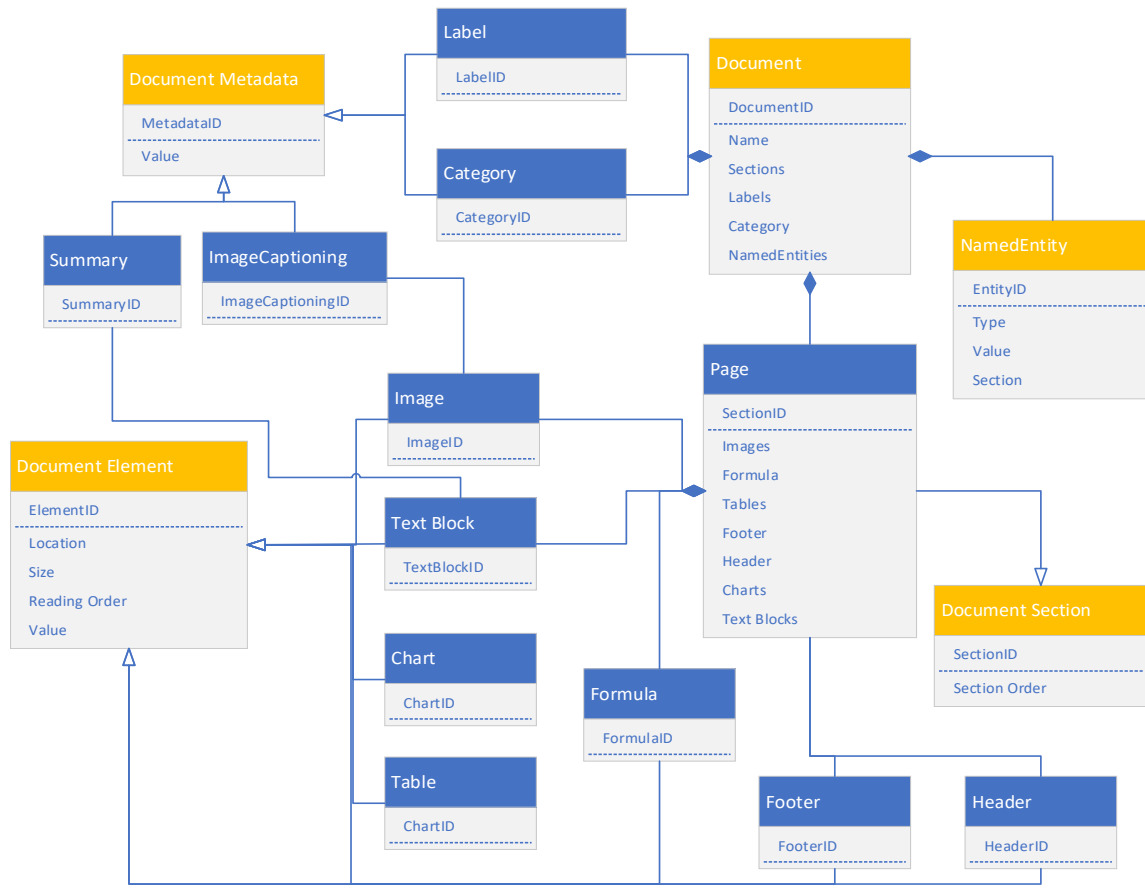 Label
LabelID
Document Metadata
MetadataID
Value
Category
CategoryID
Document
DocumentID
Name
Sections
Labels
Category
NamedEntities
NamedEntity
EntityID
Type
Value
Section
Summary
SummaryID
ImageCaptioning
ImageCaptioningID
Page
SectionID
Images
Formula
Tables
Footer
Header
Charts
Text Blocks
Image
ImageID
Document Element
ElementID
Location
Size
Reading Order
Value
Text Block
TextBlockID
Document Section
SectionID
Section Order
Chart
ChartID
Formula
FormulaID
Table
ChartID
Footer
FooterID
Header
HeaderID